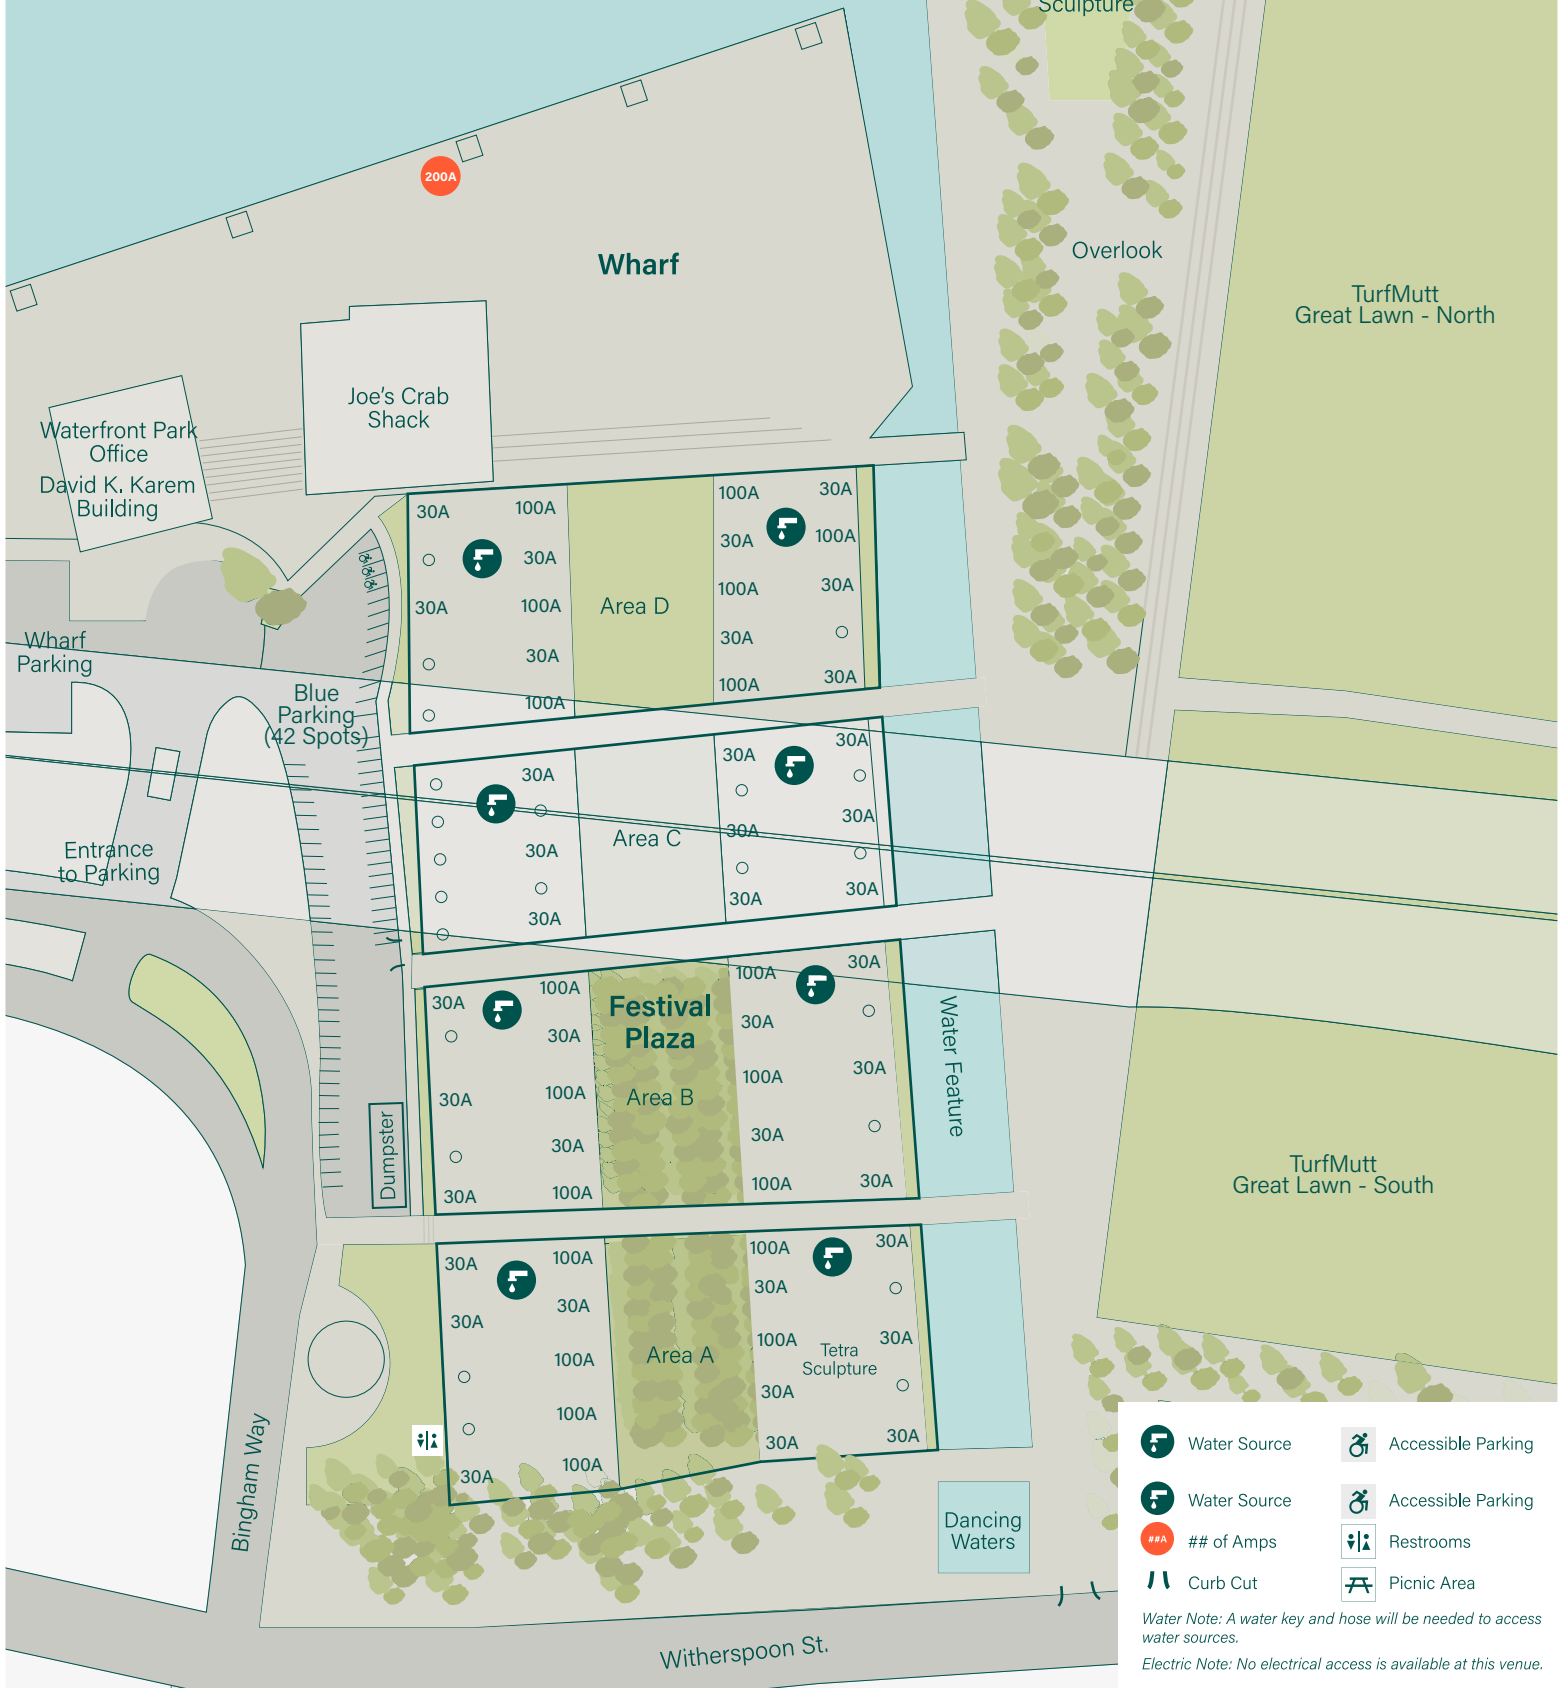 Sculpture
200A
Wharf
Overlook
TurfMutt
Great Lawn - North
Joe's Crab
Shack
Waterfront Park
Office
David K. Karem
Building
30A
100A
100A
30A
30A
30A
100A
30A
100A
Area D
100A
30A
30A
30A
100A
100A
30A
Wharf
Parking
Blue
Parking
(42 Spots)
30A
30A
30A
Area C
30A
30A
30A
30A
30A
30A
Entrance
to Parking
30A
100A
100A
30A
Festival
Plaza
30A
30A
Water Feature
30A
100A
Area B
100A
30A
30A
30A
30A
100A
100A
30A
Dumpster
TurfMutt
Great Lawn - South
30A
100A
100A
30A
30A
30A
30A
100A
Area A
100A
Tetra
Sculpture
30A
100A
30A
30A
100A
30A
30A
Bingham Way
Dancing
Waters
Witherspoon St.
Water Source
Accessible Parking
Water Source
Accessible Parking
##A
## of Amps
Restrooms
Curb Cut
Picnic Area
Water Note: A water key and hose will be needed to access
water sources.
Electric Note: No electrical access is available at this venue.